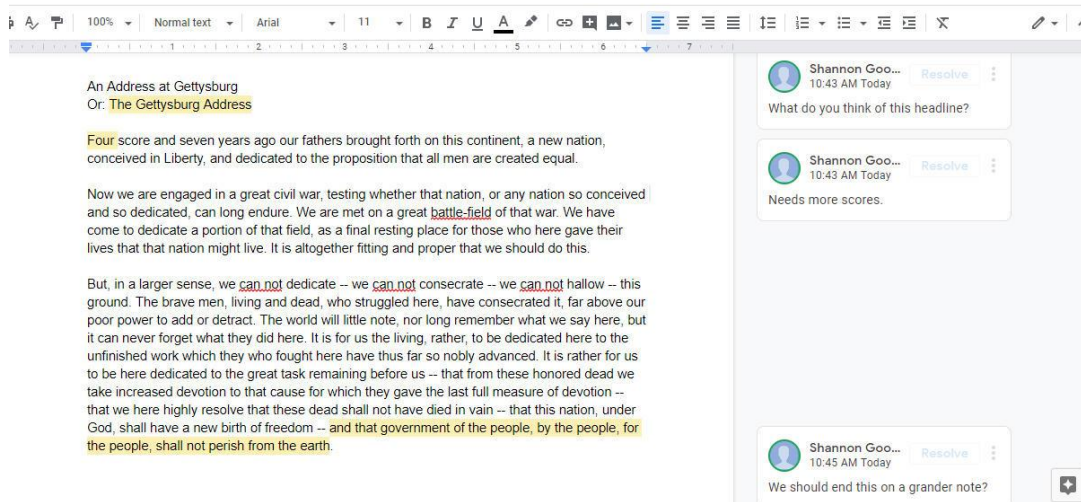 100%
Normal text
Arial
11
B I U A
1 2 3 4 5 6 7
An Address at Gettysburg
Or: The Gettysburg Address
Four score and seven years ago our fathers brought forth on this continent, a new nation,
conceived in Liberty, and dedicated to the proposition that all men are created equal.
Now we are engaged in a great civil war, testing whether that nation, or any nation so conceived
and so dedicated, can long endure. We are met on a great battle-field of that war. We have
come to dedicate a portion of that field, as a final resting place for those who here gave their
lives that that nation might live. It is altogether fitting and proper that we should do this.
But, in a larger sense, we can not dedicate -- we can not consecrate -- we can not hallow -- this
ground. The brave men, living and dead, who struggled here, have consecrated it, far above our
poor power to add or detract. The world will little note, nor long remember what we say here, but
it can never forget what they did here. It is for us the living, rather, to be dedicated here to the
unfinished work which they who fought here have thus far so nobly advanced. It is rather for us
to be here dedicated to the great task remaining before us -- that from these honored dead we
take increased devotion to that cause for which they gave the last full measure of devotion --
that we here highly resolve that these dead shall not have died in vain -- that this nation, under
God, shall have a new birth of freedom -- and that government of the people, by the people, for
the people, shall not perish from the earth.
Shannon Goo... Resolve
10:43 AM Today
What do you think of this headline?
Shannon Goo... Resolve
10:43 AM Today
Needs more scores.
Shannon Goo... Resolve
10:45 AM Today
We should end this on a grander note?